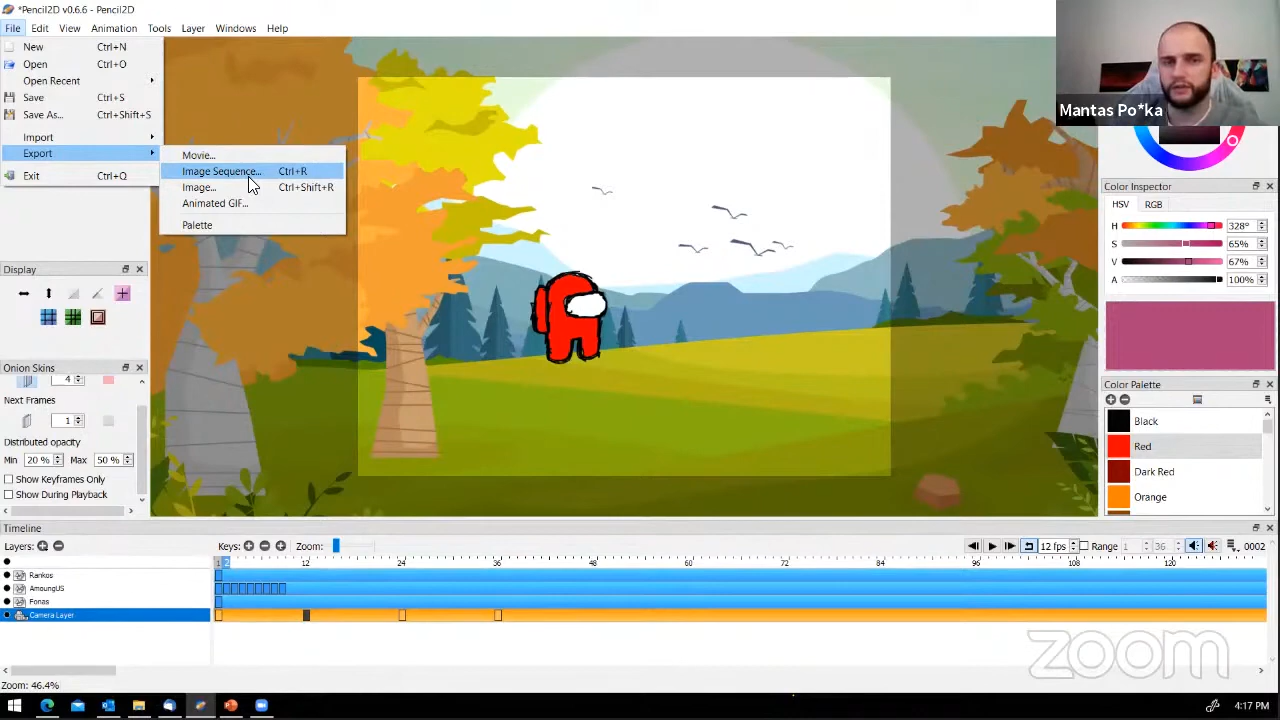 *Pencil2D v0.6.6 - Pencil2D
File Edit View Animation Tools Layer Windows Help
New Ctrl+N
Open Ctrl+O
Open Recent
Save Ctrl+S
Save As... Ctrl+Shift+S
Import
Export
Exit Ctrl+Q
Movie...
Image Sequence... Ctrl+R
Image... Ctrl+Shift+R
Animated GIF...
Palette
Mantas Po*ka
Color Inspector
HSV RGB
H 328°
S 65%
V 67%
A 100%
Color Palette
Black
Red
Dark Red
Orange
Display
Onion Skins
4
Next Frames
1
Distributed opacity
Min 20 % Max 50 %
Show Keyframes Only
Show During Playback
Timeline
Layers: Keys: Zoom: 12 fps Range 1 36 0002
1 2 12 24 36 48 60 72 84 96 108 120
Rankos
AmoungUS
Fonas
Camera Layer
zoom
Zoom: 46.4%
4:17 PM